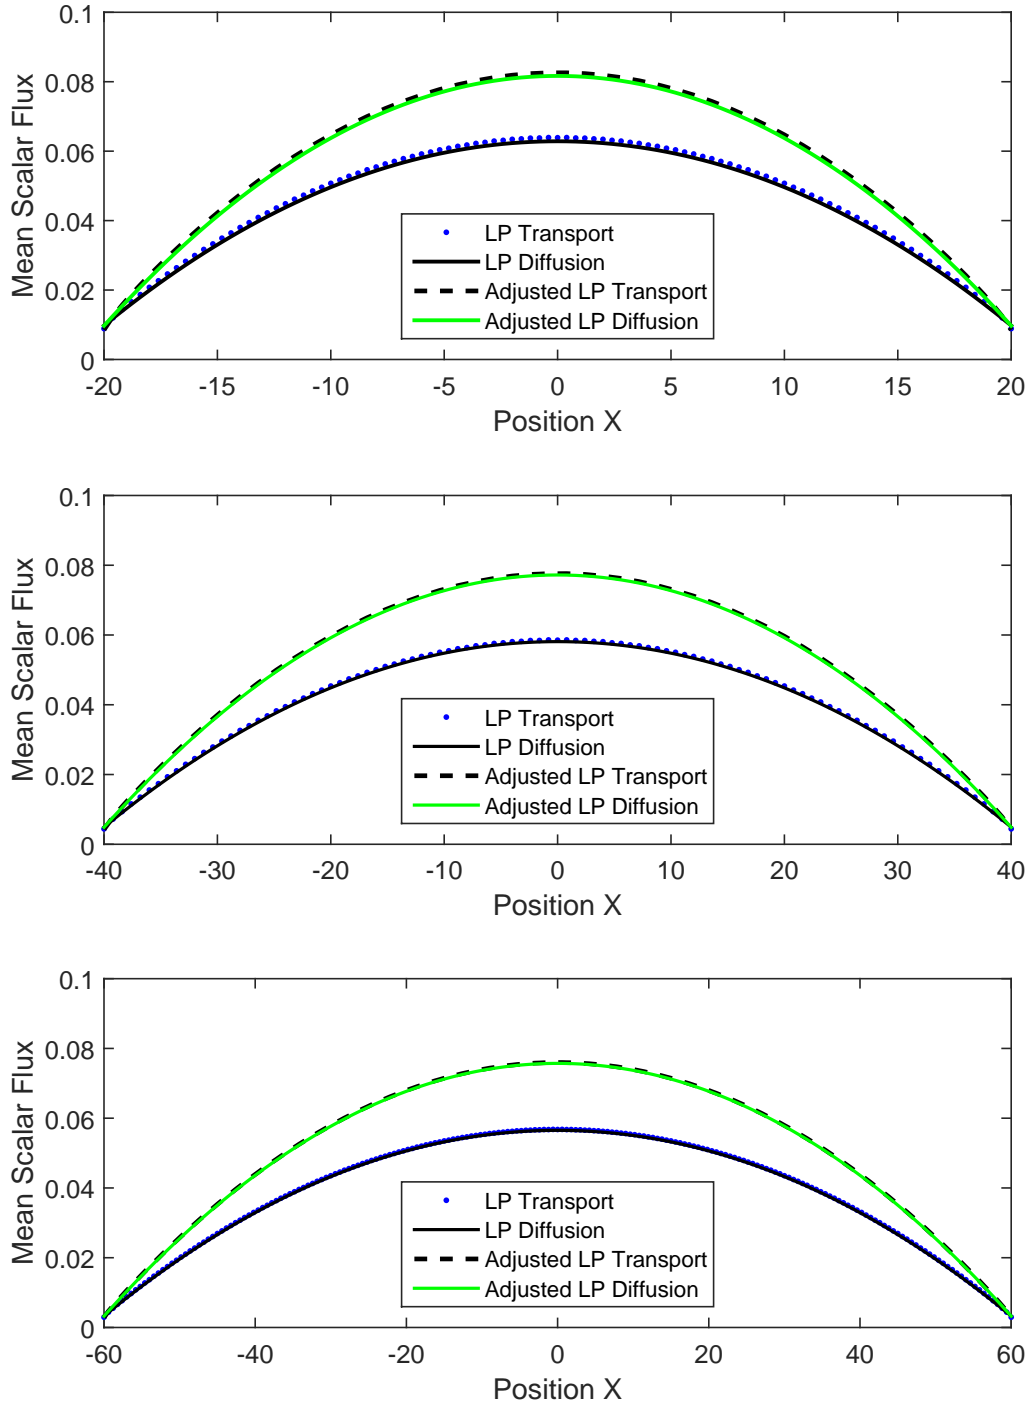 0.1
0.08
0.06
0.04
0.02
0
Mean Scalar Flux
LP Transport
LP Diffusion
Adjusted LP Transport
Adjusted LP Diffusion
-20 -15 -10 -5 0 5 10 15 20
Position X
0.1
0.08
0.06
0.04
0.02
0
Mean Scalar Flux
LP Transport
LP Diffusion
Adjusted LP Transport
Adjusted LP Diffusion
-40 -30 -20 -10 0 10 20 30 40
Position X
0.1
0.08
0.06
0.04
0.02
0
Mean Scalar Flux
LP Transport
LP Diffusion
Adjusted LP Transport
Adjusted LP Diffusion
-60 -40 -20 0 20 40 60
Position X